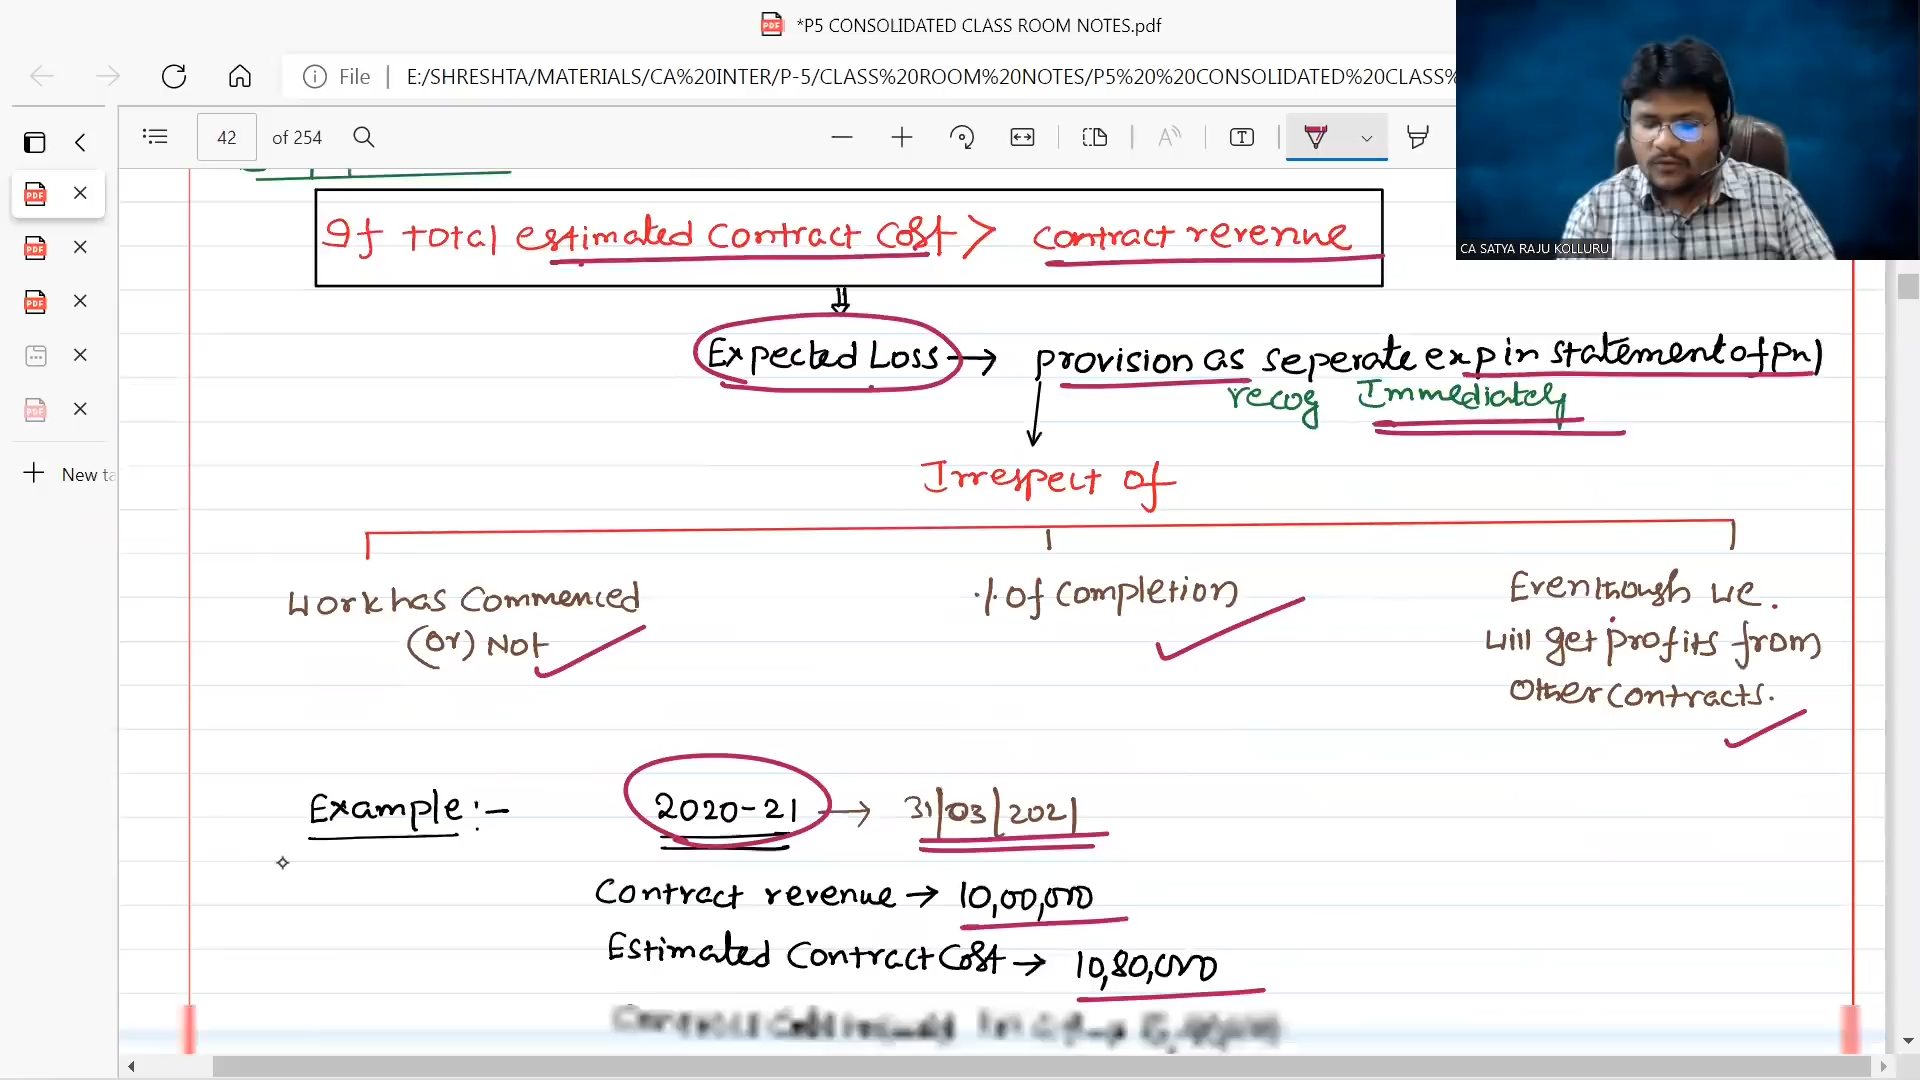 *P5 CONSOLIDATED CLASS ROOM NOTES.pdf
File
E:/SHRESHTA/MATERIALS/CA%20INTER/P-5/CLASS%20ROOM%20NOTES/P5%20%20CONSOLIDATED%20CLASS%
42 of 254
CA SATYA RAJU KOLLURU
New ta
If total estimated contract cost > contract revenue
⇓
Expected Loss → provision as seperate exp in statement of pnl
recog Immediately
Irrespect of
Work has Commenced
(or) Not
·/· of completion
Eventhough we.
will get profits from
Other contracts.
Example :- 2020-21 → 31/03/2021
Contract revenue → 10,00,000
Estimated Contract Cost → 10,80,000